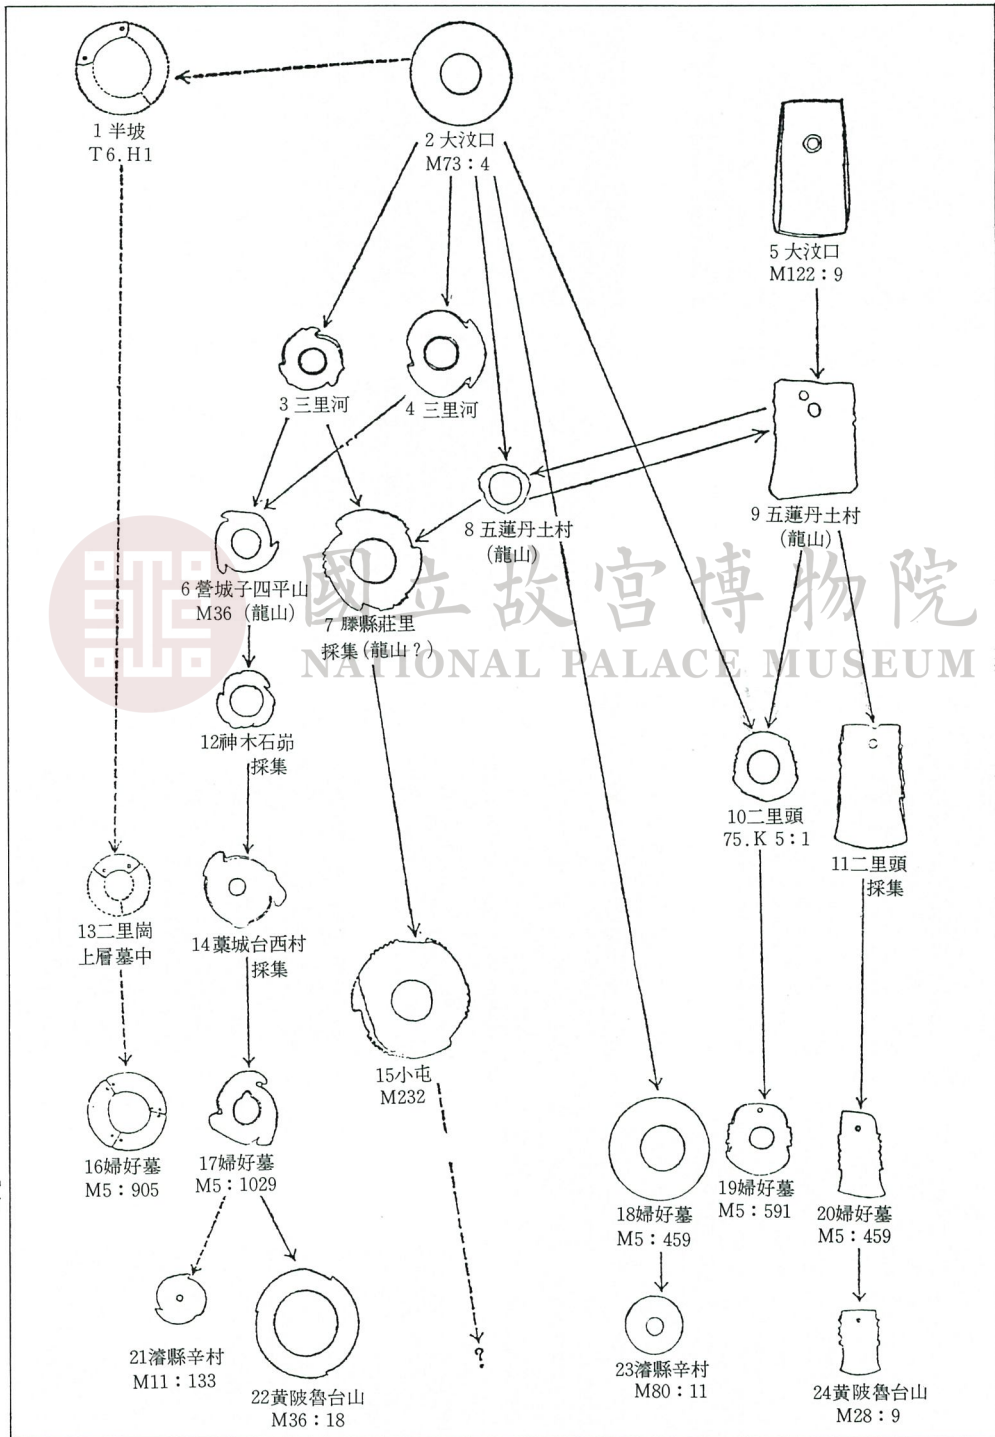 1 半坡
T 6 . H1
2 大汶口
M73：4
5 大汶口
M122：9
3 三里河
4 三里河
8 五蓮丹土村
(龍山)
9 五蓮丹土村
(龍山)
6 營城子四平山
M36 (龍山)
7 滕縣莊里
採集(龍山？)
國立故宮博物院
NATIONAL PALACE MUSEUM
12神木石峁
採集
10二里頭
75.K 5：1
11二里頭
採集
13二里崗
上層墓中
14藁城台西村
採集
15小屯
M232
16婦好墓
M5：905
17婦好墓
M5：1029
18婦好墓
M5：459
19婦好墓
M5：591
20婦好墓
M5：459
21濬縣辛村
M11：133
22黃陂魯台山
M36：18
?
23濬縣辛村
M80：11
24黃陂魯台山
M28：9